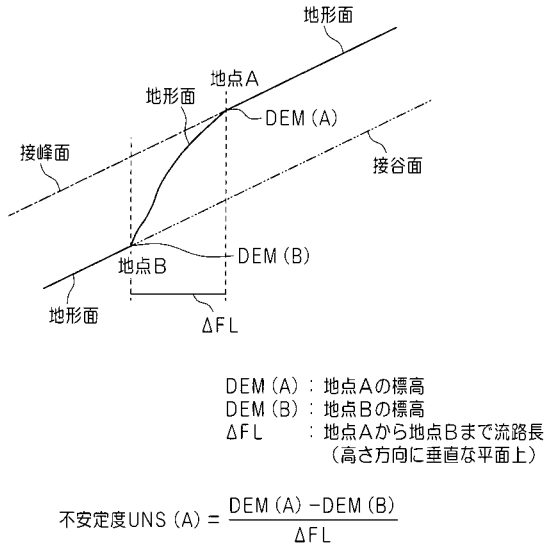 地形面
地点A
地形面
DEM(A)
接峰面
接谷面
地点B
DEM(B)
地形面
ΔFL
DEM(A):地点Aの標高
DEM(B):地点Bの標高
ΔFL :地点Aから地点Bまで流路長
(高さ方向に垂直な平面上)
不安定度UNS(A)= DEM(A)-DEM(B)
ΔFL